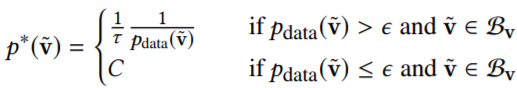 p*(ṽ) = { 1/τ 1/p_data(ṽ) if p_data(ṽ) > ϵ and ṽ ∈ ℬ_𝐯
C if p_data(ṽ) ≤ ϵ and ṽ ∈ ℬ_𝐯